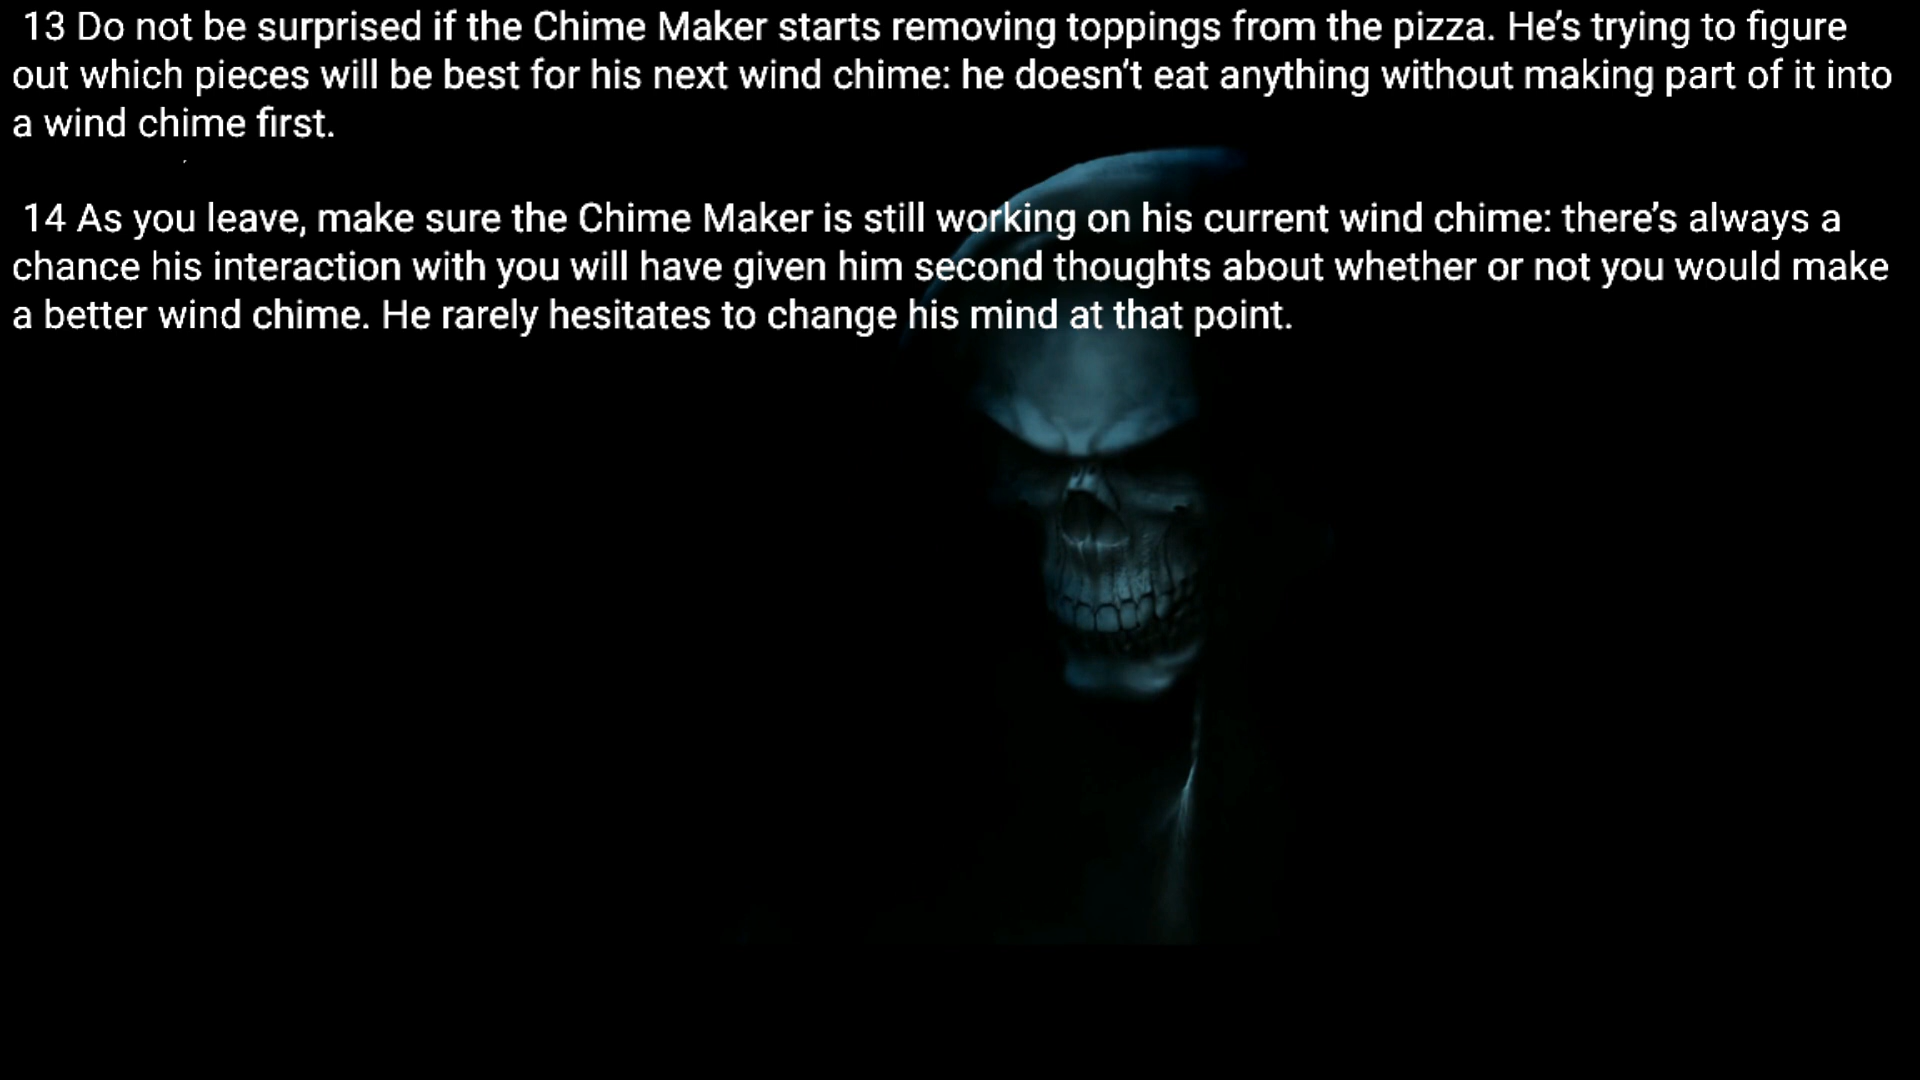 13 Do not be surprised if the Chime Maker starts removing toppings from the pizza. He’s trying to figure
out which pieces will be best for his next wind chime: he doesn’t eat anything without making part of it into
a wind chime first.
14 As you leave, make sure the Chime Maker is still working on his current wind chime: there’s always a
chance his interaction with you will have given him second thoughts about whether or not you would make
a better wind chime. He rarely hesitates to change his mind at that point.